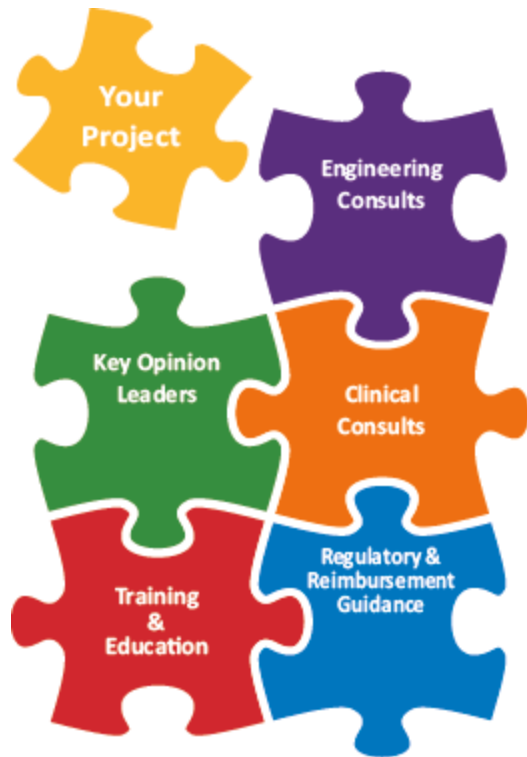 Your
Project
Engineering
Consults
Key Opinion
Leaders
Clinical
Consults
Training
&
Education
Regulatory &
Reimbursement
Guidance